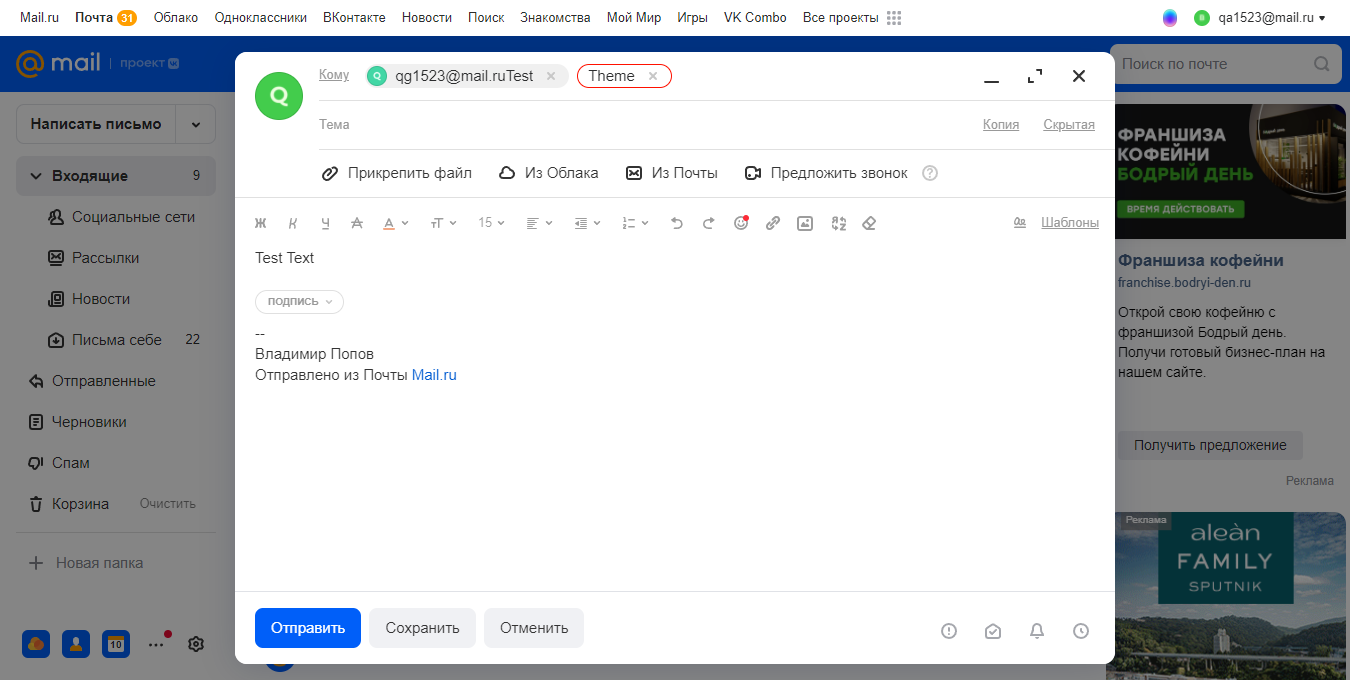 Mail.ru Почта 31 Облако Одноклассники ВКонтакте Новости Поиск Знакомства Мой Мир Игры VK Combo Все проекты qa1523@mail.ru
@mail проект
Поиск по почте
Написать письмо
Входящие 9
Социальные сети
Рассылки
Новости
Письма себе 22
Отправленные
Черновики
Спам
Корзина Очистить
Новая папка
10
Q
Кому Q qg1523@mail.ruTest Theme
Тема Копия Скрытая
Прикрепить файл Из Облака Из Почты Предложить звонок
Ж К Ч А А тТ 15 Шаблоны
Test Text
ПОДПИСЬ
--
Владимир Попов
Отправлено из Почты Mail.ru
Отправить Сохранить Отменить
ФРАНШИЗА
КОФЕЙНИ
БОДРЫЙ ДЕНЬ
ВРЕМЯ ДЕЙСТВОВАТЬ
Франшиза кофейни
franchise.bodryi-den.ru
Открой свою кофейню с
франшизой Бодрый день.
Получи готовый бизнес-план на
нашем сайте.
Получить предложение
Реклама
Реклама
aleàn
FAMILY
SPUTNIK